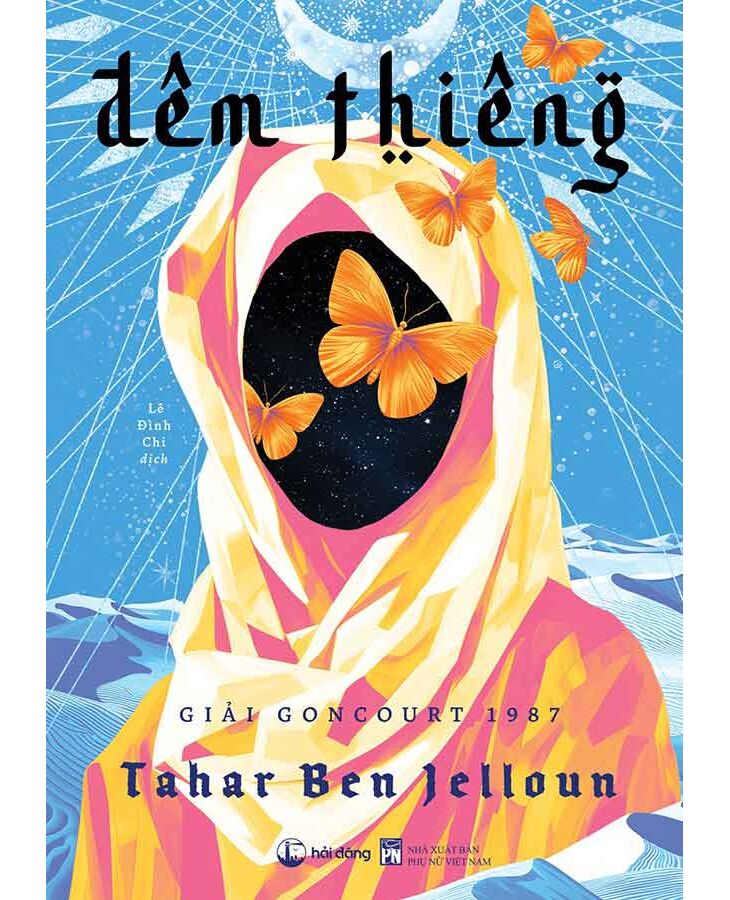 đêm thiêng
Lê
Đình
Chi
dịch
GIẢI GONCOURT 1987
Tahar Ben Jelloun
hải đăng
PN
NHÀ XUẤT BẢN
PHỤ NỮ VIỆT NAM